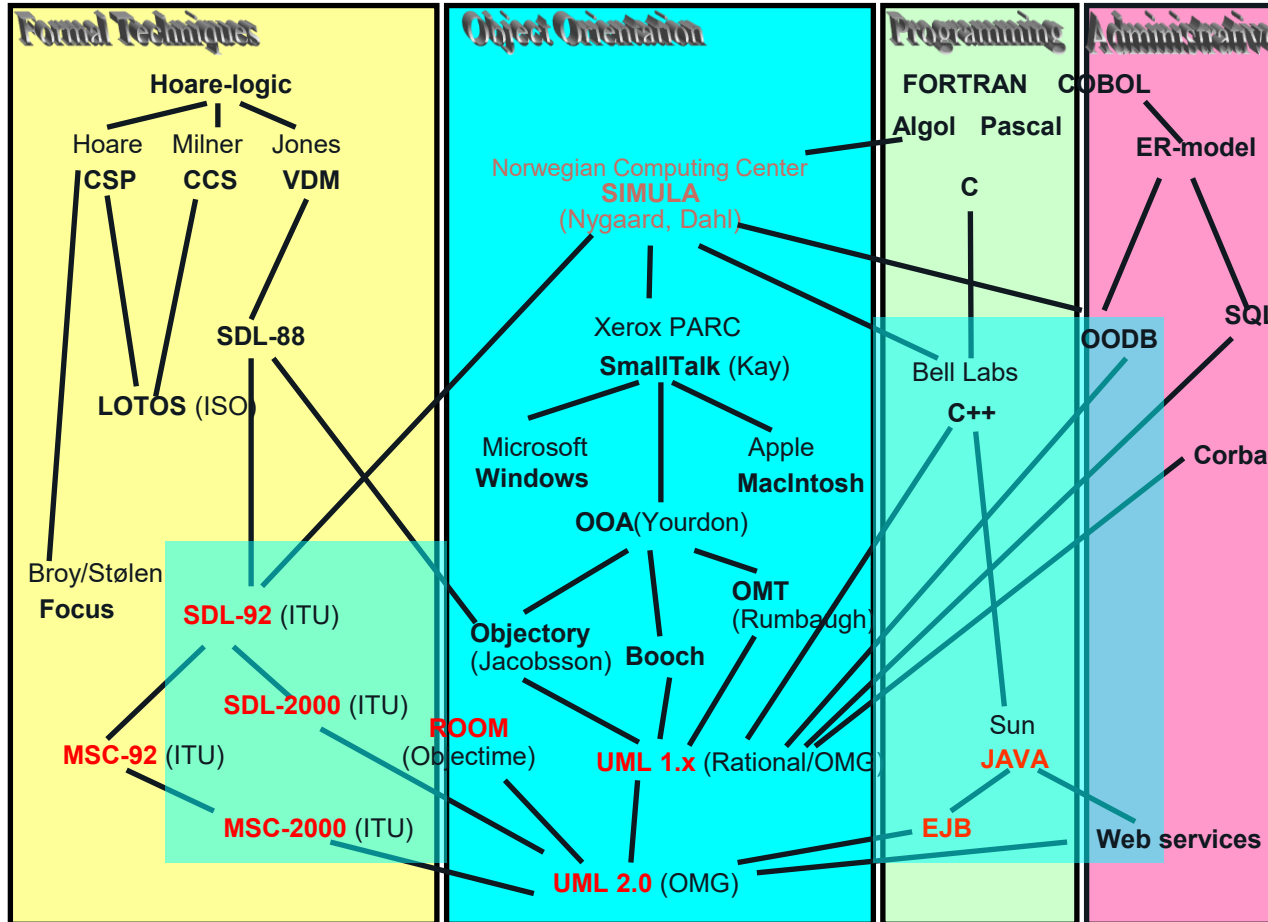 Formal Techniques
Hoare-logic
Hoare
Milner
Jones
CSP
CCS
VDM
SDL-88
LOTOS (ISO)
Broy/Stølen
Focus
SDL-92 (ITU)
SDL-2000 (ITU)
MSC-92 (ITU)
MSC-2000 (ITU)
Object Orientation
Norwegian Computing Center
SIMULA
(Nygaard, Dahl)
Xerox PARC
SmallTalk (Kay)
Microsoft
Windows
Apple
MacIntosh
OOA(Yourdon)
OMT
(Rumbaugh)
Objectory
(Jacobsson)
Booch
ROOM
(Objectime)
UML 1.x (Rational/OMG)
UML 2.0 (OMG)
Programming
FORTRAN
Algol
Pascal
C
Bell Labs
C++
Sun
JAVA
EJB
Administrative
COBOL
ER-model
SQL
OODB
Corba
Web services